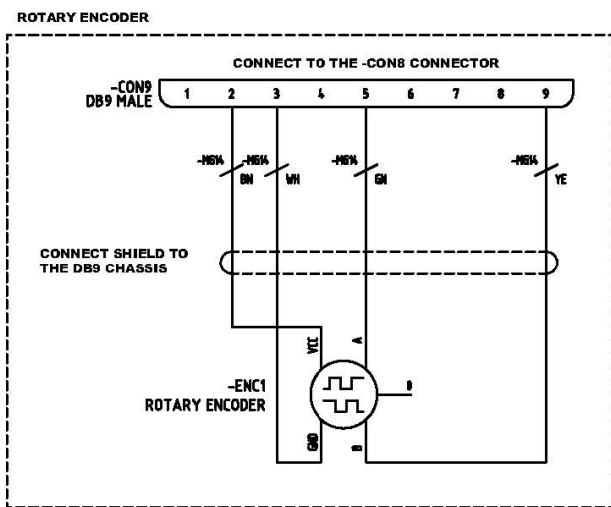 ROTARY ENCODER
CONNECT TO THE -CON8 CONNECTOR
-CON9
DB9 MALE
1 2 3 4 5 6 7 8 9
-MG14 -MG14 -MG14 -MG14
BN WH GN YE
CONNECT SHIELD TO
THE DB9 CHASSIS
VCC A
-ENC1
ROTARY ENCODER
0
GND B